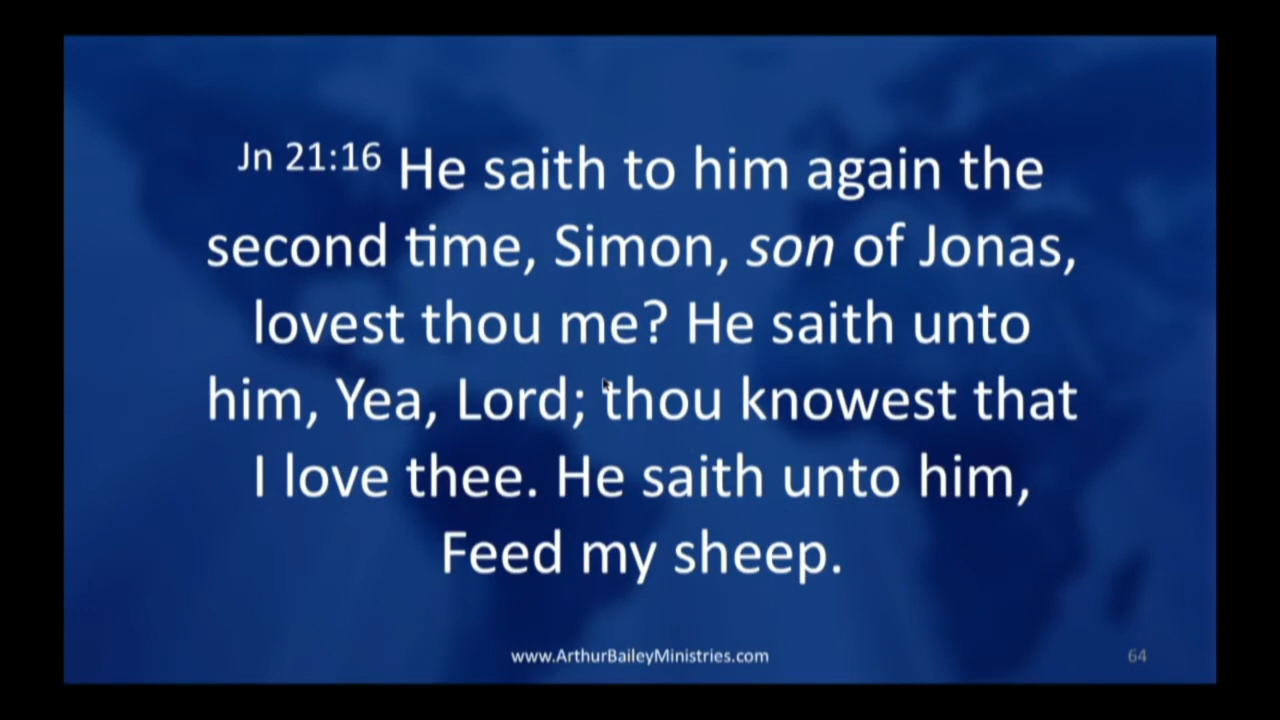 Jn 21:16 He saith to him again the
second time, Simon, son of Jonas,
lovest thou me? He saith unto
him, Yea, Lord; thou knowest that
I love thee. He saith unto him,
Feed my sheep.
www.ArthurBaileyMinistries.com
64